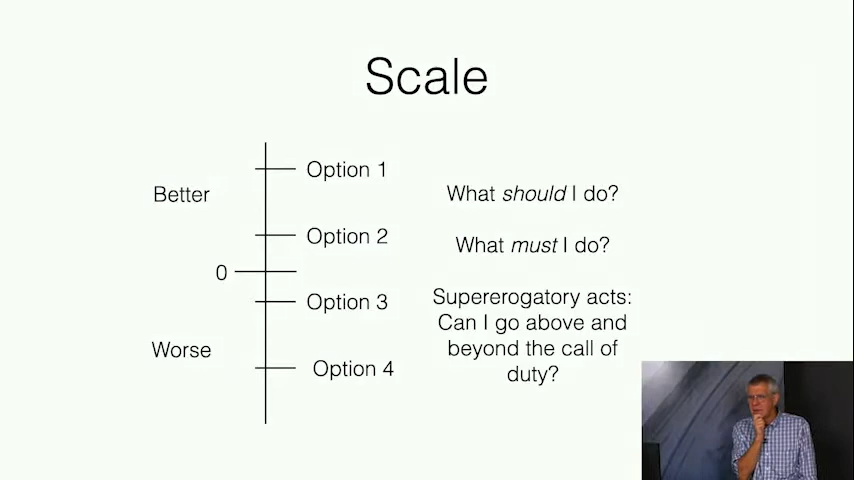 Scale
Better
Option 1
Option 2
0
Option 3
Worse
Option 4
What should I do?
What must I do?
Supererogatory acts:
Can I go above and
beyond the call of
duty?